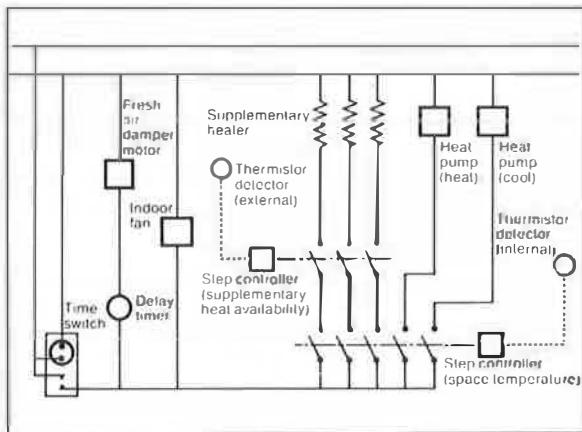 Fresh
air
damper
motor
Supplementary
heater
Heat
pump
(heat)
Heat
pump
(cool)
Thermistor
detector
(external)
Thermistor
detector
(internal)
Indoor
fan
Step controller
(supplementary
heat availability)
Time
switch
Delay
timer
Step controller
(space temperature)